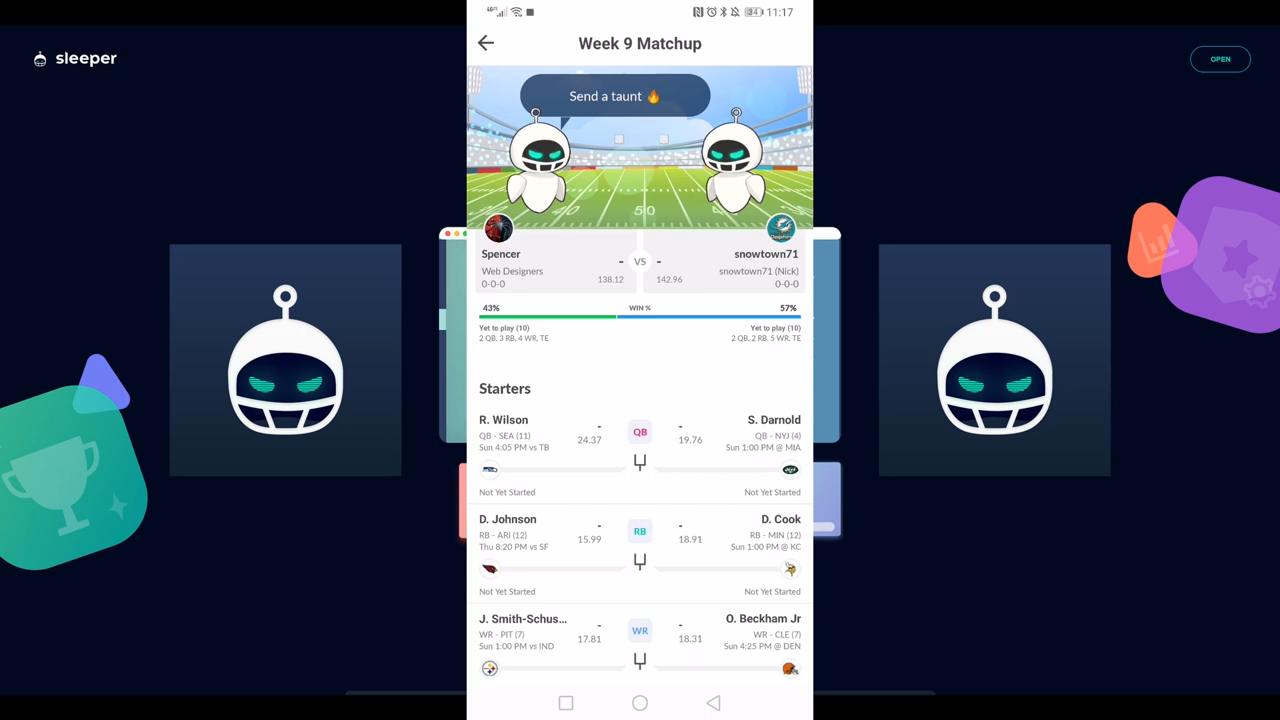 34 11:17
sleeper
OPEN
Week 9 Matchup
Send a taunt 🔥
50
Spencer - VS - snowtown71
Web Designers 138.12 142.96 snowtown71 (Nick)
0-0-0 0-0-0
43% WIN % 57%
Yet to play (10) Yet to play (10)
2 QB, 3 RB, 4 WR, TE 2 QB, 2 RB, 5 WR, TE
Starters
R. Wilson - QB - S. Darnold
QB - SEA (11) 24.37 19.76 QB - NYJ (4)
Sun 4:05 PM vs TB Sun 1:00 PM @ MIA
Not Yet Started Not Yet Started
D. Johnson - RB - D. Cook
RB - ARI (12) 15.99 18.91 RB - MIN (12)
Thu 8:20 PM vs SF Sun 1:00 PM @ KC
Not Yet Started Not Yet Started
J. Smith-Schus... - WR - O. Beckham Jr
WR - PIT (7) 17.81 18.31 WR - CLE (7)
Sun 1:00 PM vs IND Sun 4:25 PM @ DEN